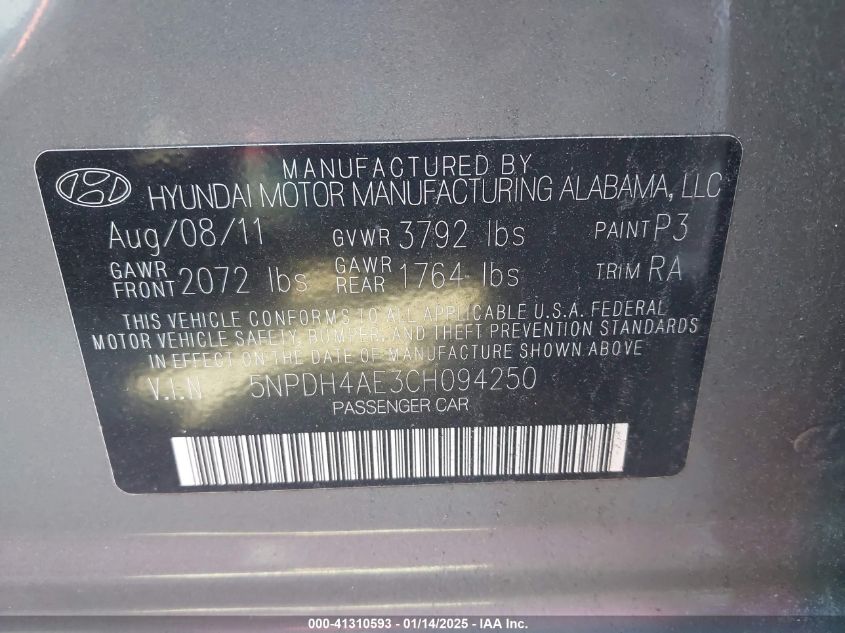 MANUFACTURED BY
HYUNDAI MOTOR MANUFACTURING ALABAMA, LLC
Aug/08/11 GVWR 3792 lbs PAINT P3
GAWR FRONT 2072 lbs GAWR REAR 1764 lbs TRIM RA
THIS VEHICLE CONFORMS TO ALL APPLICABLE U.S.A. FEDERAL
MOTOR VEHICLE SAFETY, BUMPER, AND THEFT PREVENTION STANDARDS
IN EFFECT ON THE DATE OF MANUFACTURE SHOWN ABOVE.
V.I.N 5NPDH4AE3CH094250
PASSENGER CAR
000-41310593 - 01/14/2025 - IAA Inc.